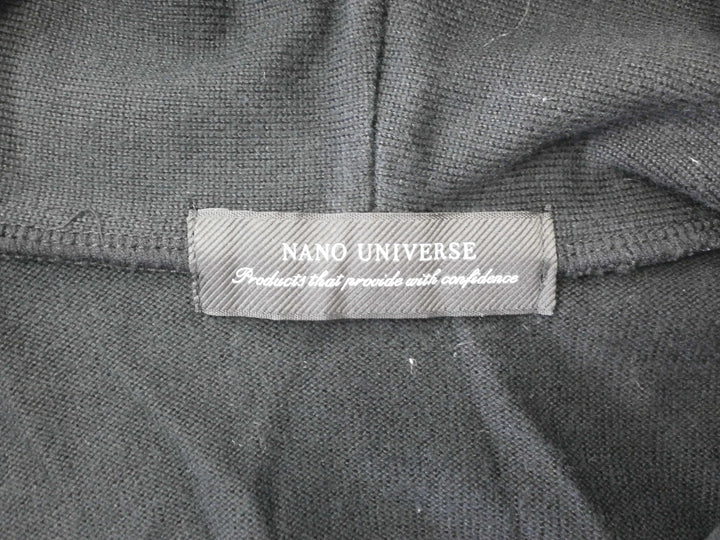 NANO UNIVERSE
Products that provide with confidence